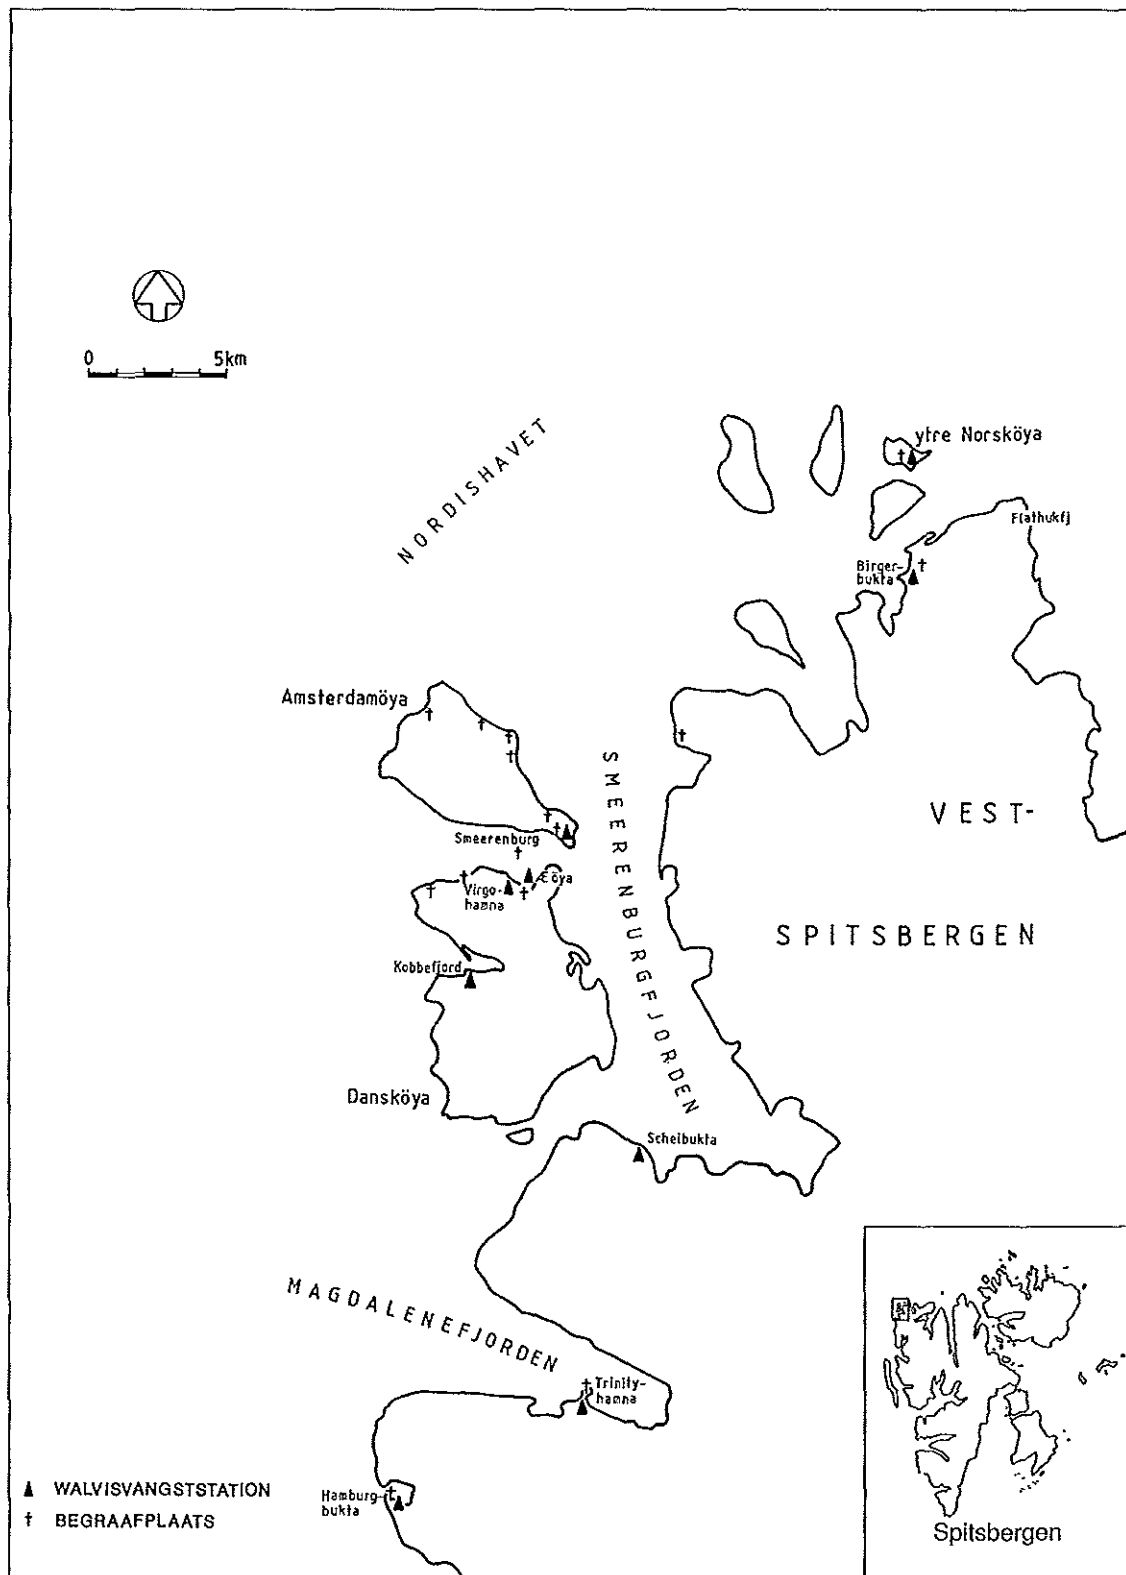 0 5km
NORDISHAVET
ytre Norsköya
Flathukfj
Birger-
bukta
Amsterdamöya
SMEERENBURGFJORDEN
VEST-
SPITSBERGEN
Smeerenburg
Eöya
Virgo-
hamna
Kobbefjord
Dansköya
Scheibukta
MAGDALENEFJORDEN
Trinity-
hamna
Hamburg-
bukta
WALVISVANGSTSTATION
BEGRAAFPLAATS
Spitsbergen